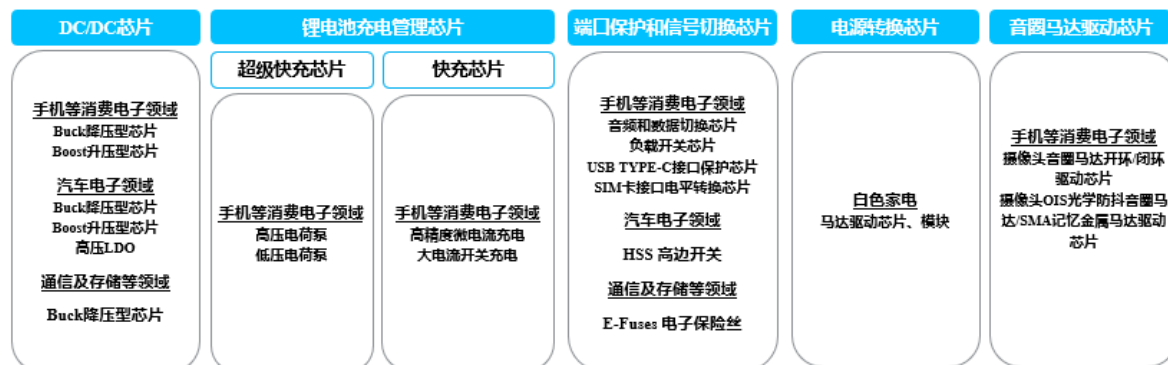 DC/DC芯片
手机等消费电子领域
Buck降压型芯片
Boost升压型芯片
汽车电子领域
Buck降压型芯片
Boost升压型芯片
高压LDO
通信及存储等领域
Buck降压型芯片
锂电池充电管理芯片
超级快充芯片
手机等消费电子领域
高压电荷泵
低压电荷泵
快充芯片
手机等消费电子领域
高精度微电流充电
大电流开关充电
端口保护和信号切换芯片
手机等消费电子领域
音频和数据切换芯片
负载开关芯片
USB TYPE-C接口保护芯片
SIM卡接口电平转换芯片
汽车电子领域
HSS 高边开关
通信及存储等领域
E-Fuses 电子保险丝
电源转换芯片
白色家电
马达驱动芯片、模块
音圈马达驱动芯片
手机等消费电子领域
摄像头音圈马达开环/闭环
驱动芯片
摄像头OIS光学防抖音圈马
达/SMA记忆金属马达驱动
芯片